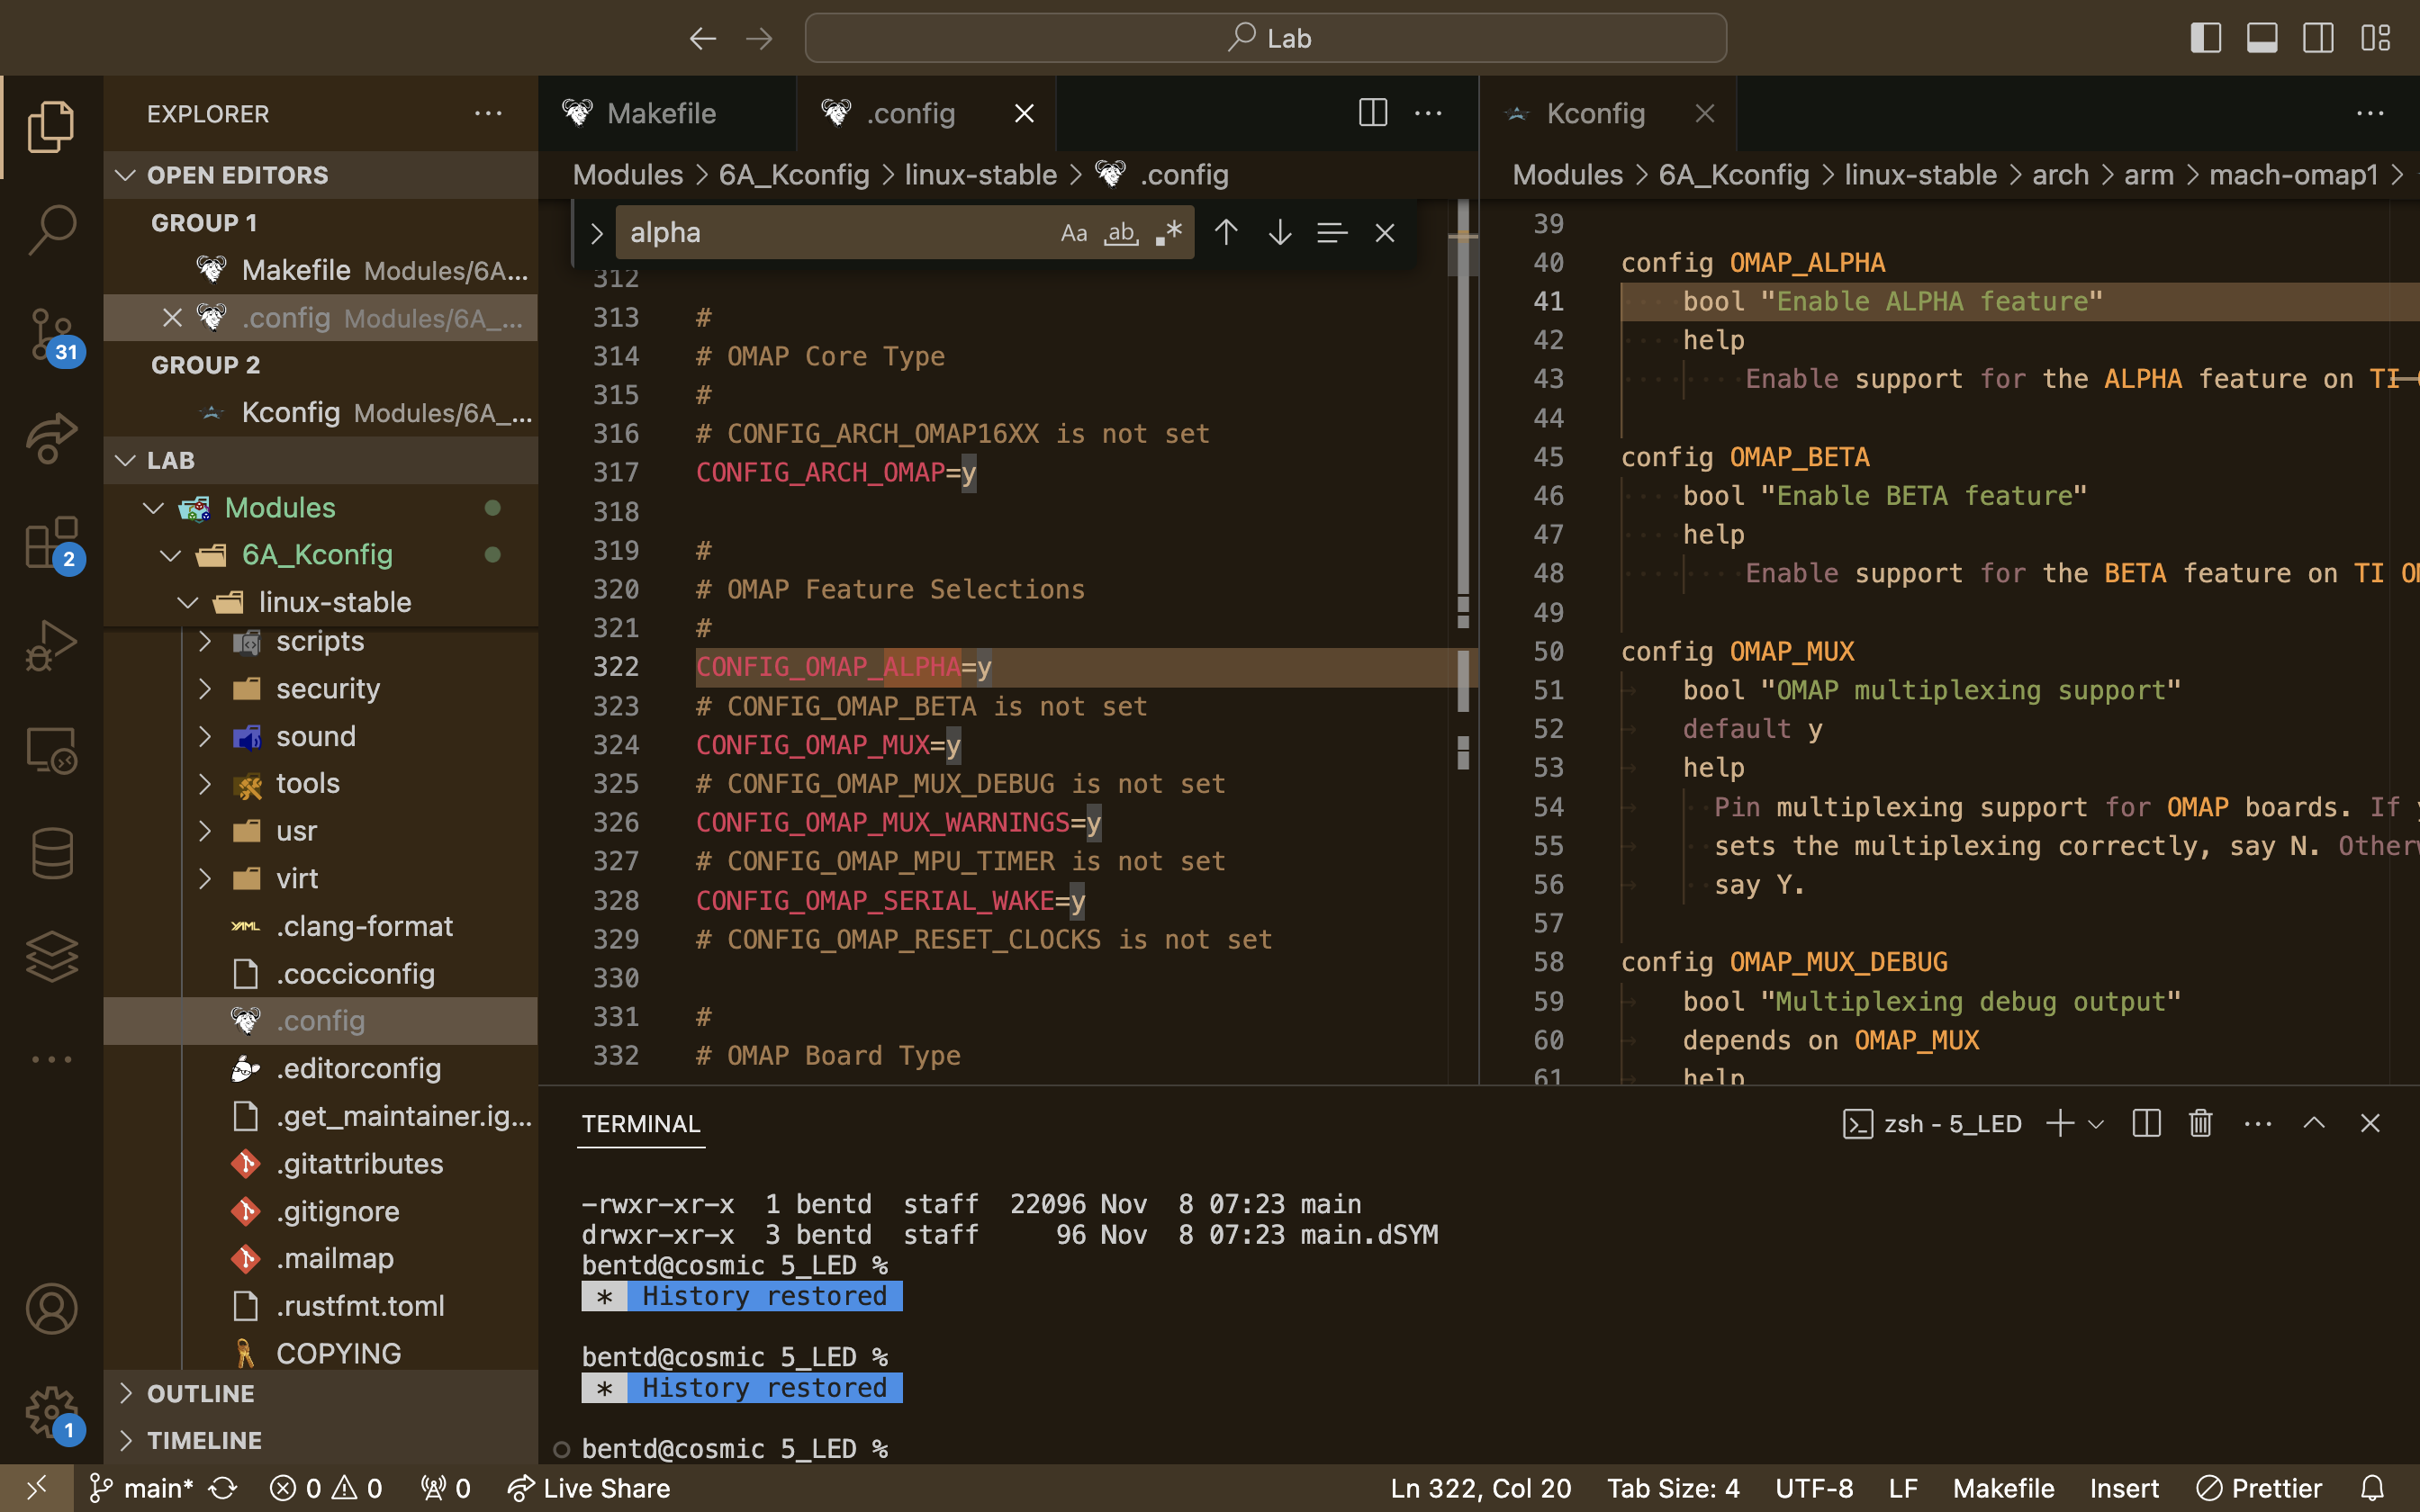 Lab
EXPLORER
OPEN EDITORS
GROUP 1
Makefile Modules/6A...
.config Modules/6A_...
GROUP 2
Kconfig Modules/6A_...
LAB
Modules
6A_Kconfig
linux-stable
scripts
security
sound
tools
usr
virt
.clang-format
.cocciconfig
.config
.editorconfig
.get_maintainer.ig...
.gitattributes
.gitignore
.mailmap
.rustfmt.toml
COPYING
OUTLINE
TIMELINE
31
2
1
Makefile
.config
Modules > 6A_Kconfig > linux-stable > .config
alpha
Aa ab .*
312
313 #
314 # OMAP Core Type
315 #
316 # CONFIG_ARCH_OMAP16XX is not set
317 CONFIG_ARCH_OMAP=y
318
319 #
320 # OMAP Feature Selections
321 #
322 CONFIG_OMAP_ALPHA=y
323 # CONFIG_OMAP_BETA is not set
324 CONFIG_OMAP_MUX=y
325 # CONFIG_OMAP_MUX_DEBUG is not set
326 CONFIG_OMAP_MUX_WARNINGS=y
327 # CONFIG_OMAP_MPU_TIMER is not set
328 CONFIG_OMAP_SERIAL_WAKE=y
329 # CONFIG_OMAP_RESET_CLOCKS is not set
330
331 #
332 # OMAP Board Type
Kconfig
Modules > 6A_Kconfig > linux-stable > arch > arm > mach-omap1 >
39
40 config OMAP_ALPHA
41 bool "Enable ALPHA feature"
42 help
43 Enable support for the ALPHA feature on TI
44
45 config OMAP_BETA
46 bool "Enable BETA feature"
47 help
48 Enable support for the BETA feature on TI
49
50 config OMAP_MUX
51 bool "OMAP multiplexing support"
52 default y
53 help
54 Pin multiplexing support for OMAP boards. If
55 sets the multiplexing correctly, say N.
56 say Y.
57
58 config OMAP_MUX_DEBUG
59 bool "Multiplexing debug output"
60 depends on OMAP_MUX
61 help
TERMINAL
zsh - 5_LED
-rwxr-xr-x 1 bentd staff 22096 Nov 8 07:23 main
drwxr-xr-x 3 bentd staff 96 Nov 8 07:23 main.dSYM
bentd@cosmic 5_LED %
* History restored
bentd@cosmic 5_LED %
* History restored
bentd@cosmic 5_LED %
main* 0 0 0 Live Share Ln 322, Col 20 Tab Size: 4 UTF-8 LF Makefile Insert Prettier